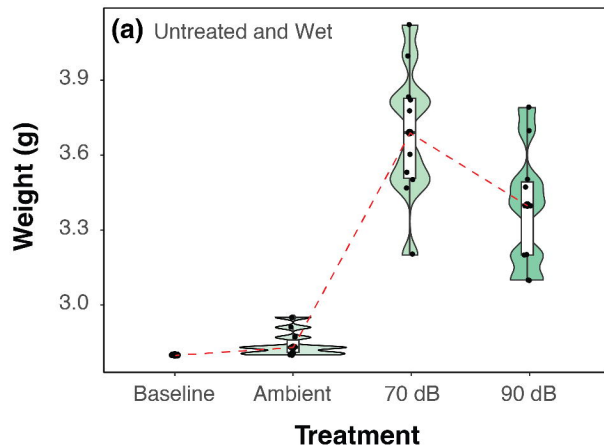 (a) Untreated and Wet
Weight (g)
3.9
3.6
3.3
3.0
Baseline Ambient 70 dB 90 dB
Treatment